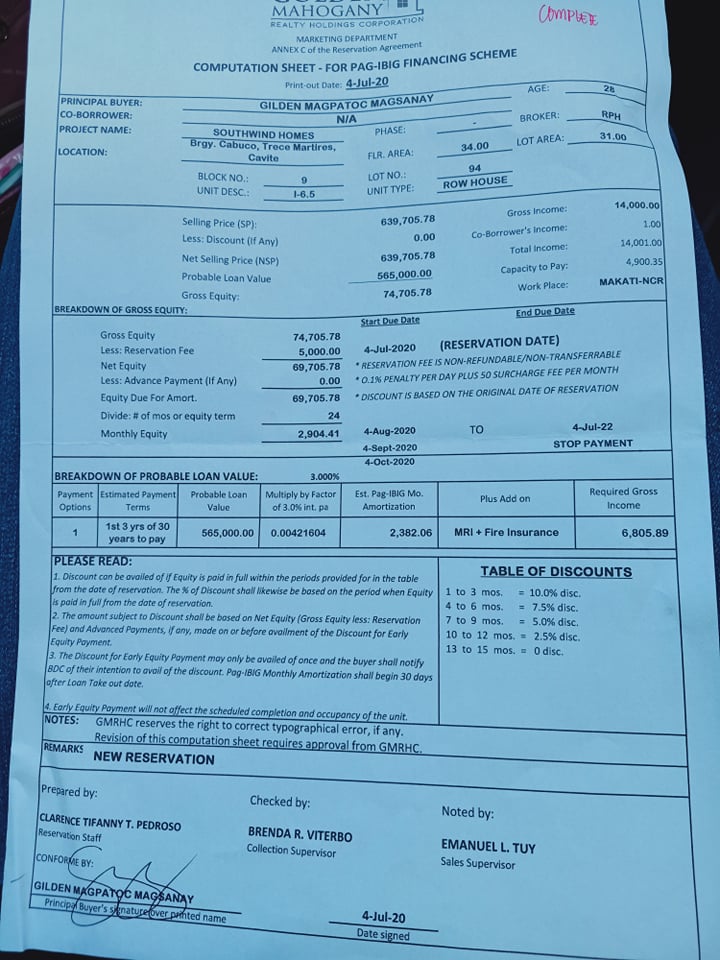 MAHOGANY
REALTY HOLDINGS CORPORATION
COMPLETE
MARKETING DEPARTMENT
ANNEX C of the Reservation Agreement
COMPUTATION SHEET - FOR PAG-IBIG FINANCING SCHEME
Print-out Date: 4-Jul-20
PRINCIPAL BUYER: GILDEN MAGPATOC MAGSANAY AGE: 28
CO-BORROWER: N/A BROKER: RPH
PROJECT NAME: SOUTHWIND HOMES PHASE: - LOT AREA: 31.00
LOCATION: Brgy. Cabuco, Trece Martires, FLR. AREA: 34.00
Cavite
BLOCK NO.: 9 LOT NO.: 94
UNIT DESC.: I-6.5 UNIT TYPE: ROW HOUSE
Selling Price (SP): 639,705.78 Gross Income: 14,000.00
Less: Discount (If Any) 0.00 Co-Borrower's Income: 1.00
Net Selling Price (NSP) 639,705.78 Total Income: 14,001.00
Probable Loan Value 565,000.00 Capacity to Pay: 4,900.35
Gross Equity: 74,705.78 Work Place: MAKATI-NCR
BREAKDOWN OF GROSS EQUITY:
Start Due Date End Due Date
Gross Equity 74,705.78
Less: Reservation Fee 5,000.00 4-Jul-2020 (RESERVATION DATE)
Net Equity 69,705.78 * RESERVATION FEE IS NON-REFUNDABLE/NON-TRANSFERRABLE
Less: Advance Payment (If Any) 0.00 * 0.1% PENALTY PER DAY PLUS 50 SURCHARGE FEE PER MONTH
Equity Due For Amort. 69,705.78 * DISCOUNT IS BASED ON THE ORIGINAL DATE OF RESERVATION
Divide: # of mos or equity term 24
Monthly Equity 2,904.41 4-Aug-2020 TO 4-Jul-22
4-Sept-2020 STOP PAYMENT
4-Oct-2020
BREAKDOWN OF PROBABLE LOAN VALUE: 3.000%
Payment Options Estimated Payment Terms Probable Loan Value Multiply by Factor of 3.0% int. pa Est. Pag-IBIG Mo. Amortization Plus Add on Required Gross Income
1 1st 3 yrs of 30 years to pay 565,000.00 0.00421604 2,382.06 MRI + Fire Insurance 6,805.89
PLEASE READ:
1. Discount can be availed of if Equity is paid in full within the periods provided for in the table
from the date of reservation. The % of Discount shall likewise be based on the period when Equity
is paid in full from the date of reservation.
2. The amount subject to Discount shall be based on Net Equity (Gross Equity less: Reservation
Fee) and Advanced Payments, if any, made on or before availment of the Discount for Early
Equity Payment.
3. The Discount for Early Equity Payment may only be availed of once and the buyer shall notify
BDC of their intention to avail of the discount. Pag-IBIG Monthly Amortization shall begin 30 days
after Loan Take out date.
4. Early Equity Payment will not affect the scheduled completion and occupancy of the unit.
TABLE OF DISCOUNTS
1 to 3 mos. = 10.0% disc.
4 to 6 mos. = 7.5% disc.
7 to 9 mos. = 5.0% disc.
10 to 12 mos. = 2.5% disc.
13 to 15 mos. = 0 disc.
NOTES: GMRHC reserves the right to correct typographical error, if any.
Revision of this computation sheet requires approval from GMRHC.
REMARKS NEW RESERVATION
Prepared by: Checked by: Noted by:
CLARENCE TIFANNY T. PEDROSO BRENDA R. VITERBO EMANUEL L. TUY
Reservation Staff Collection Supervisor Sales Supervisor
CONFORME BY:
GILDEN MAGPATOC MAGSANAY 4-Jul-20
Principal Buyer's signature over printed name Date signed